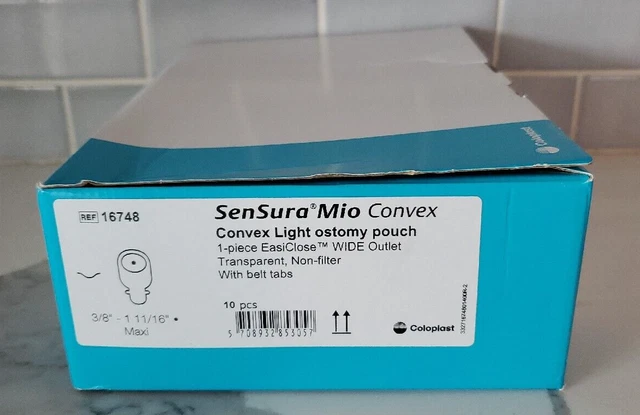 Coloplast
REF 16748
SenSura® Mio Convex
Convex Light ostomy pouch
1-piece EasiClose™ WIDE Outlet
Transparent, Non-filter
With belt tabs
3/8" - 1 11/16" •
Maxi
10 pcs
5 708932 853057
Coloplast